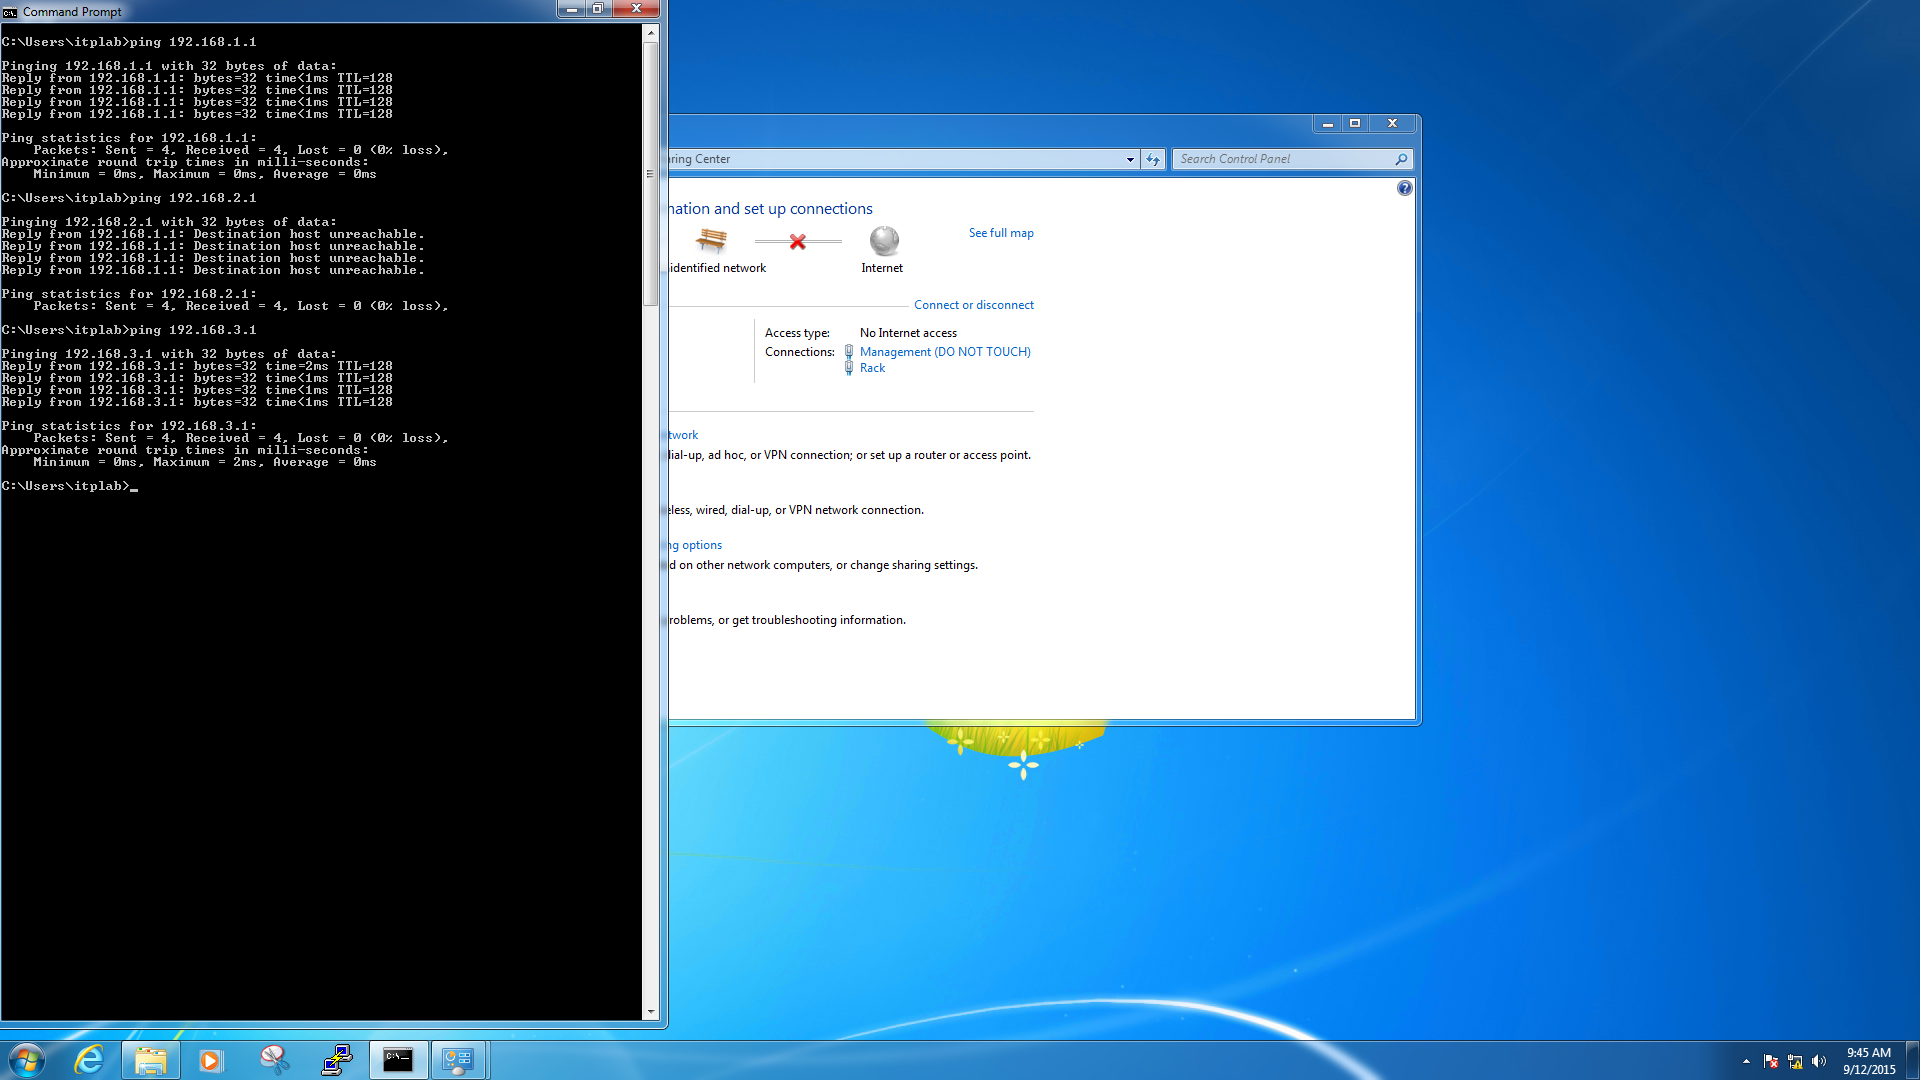 Command Prompt
C:\Users\itplab>ping 192.168.1.1
Pinging 192.168.1.1 with 32 bytes of data:
Reply from 192.168.1.1: bytes=32 time<1ms TTL=128
Reply from 192.168.1.1: bytes=32 time<1ms TTL=128
Reply from 192.168.1.1: bytes=32 time<1ms TTL=128
Reply from 192.168.1.1: bytes=32 time<1ms TTL=128
Ping statistics for 192.168.1.1:
Packets: Sent = 4, Received = 4, Lost = 0 (0% loss),
Approximate round trip times in milli-seconds:
Minimum = 0ms, Maximum = 0ms, Average = 0ms
C:\Users\itplab>ping 192.168.2.1
Pinging 192.168.2.1 with 32 bytes of data:
Reply from 192.168.1.1: Destination host unreachable.
Reply from 192.168.1.1: Destination host unreachable.
Reply from 192.168.1.1: Destination host unreachable.
Reply from 192.168.1.1: Destination host unreachable.
Ping statistics for 192.168.2.1:
Packets: Sent = 4, Received = 4, Lost = 0 (0% loss),
C:\Users\itplab>ping 192.168.3.1
Pinging 192.168.3.1 with 32 bytes of data:
Reply from 192.168.3.1: bytes=32 time=2ms TTL=128
Reply from 192.168.3.1: bytes=32 time<1ms TTL=128
Reply from 192.168.3.1: bytes=32 time<1ms TTL=128
Reply from 192.168.3.1: bytes=32 time<1ms TTL=128
Ping statistics for 192.168.3.1:
Packets: Sent = 4, Received = 4, Lost = 0 (0% loss),
Approximate round trip times in milli-seconds:
Minimum = 0ms, Maximum = 2ms, Average = 0ms
C:\Users\itplab>_
ring Center
Search Control Panel
nation and set up connections
See full map
identified network
Internet
Connect or disconnect
Access type: No Internet access
Connections: Management (DO NOT TOUCH)
Rack
twork
dial-up, ad hoc, or VPN connection; or set up a router or access point.
eless, wired, dial-up, or VPN network connection.
ng options
d on other network computers, or change sharing settings.
roblems, or get troubleshooting information.
C:\_
9:45 AM
9/12/2015